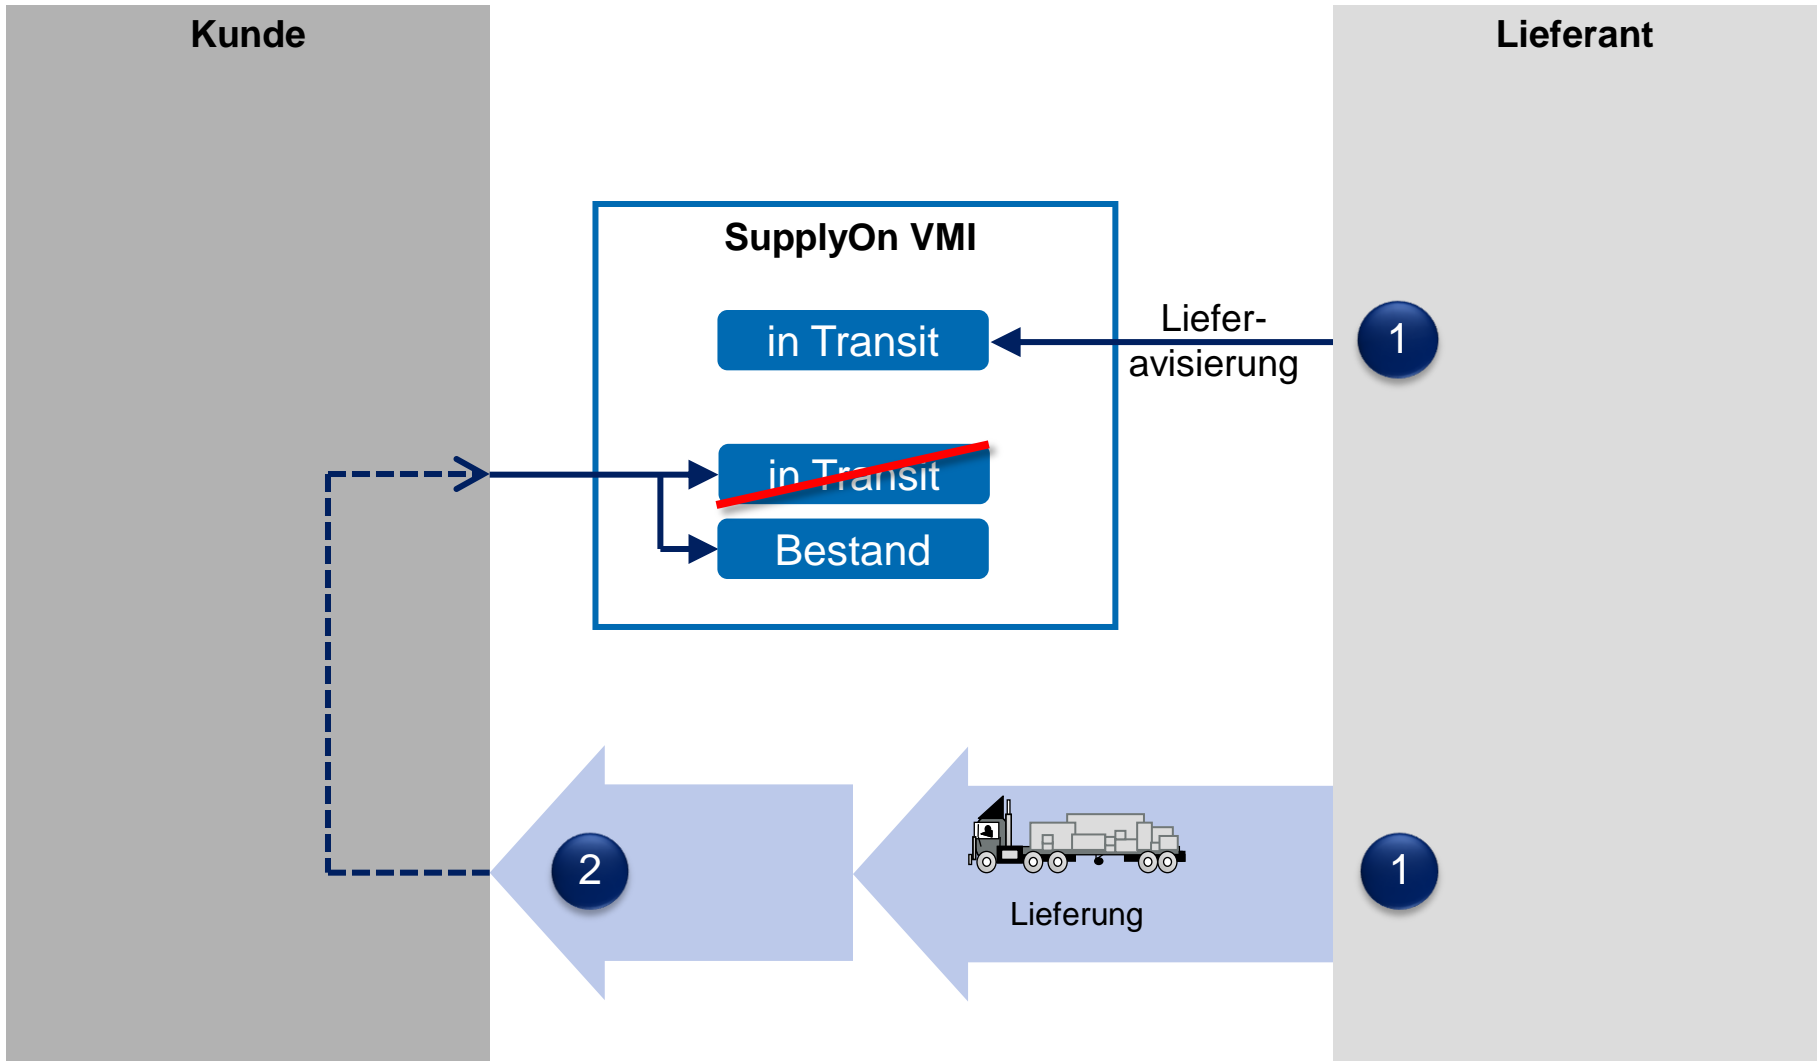 Kunde
Lieferant
SupplyOn VMI
in Transit
Liefer-
avisierung
1
in Transit
Bestand
2
Lieferung
1